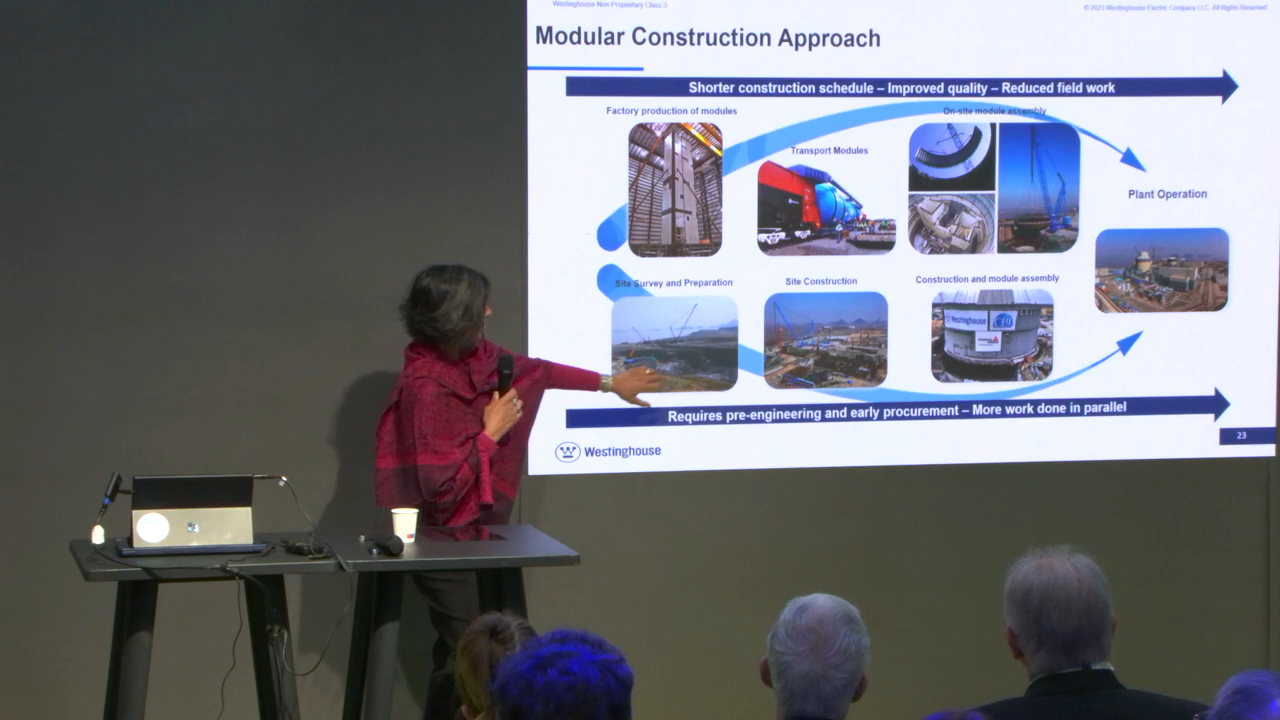 Westinghouse Non-Proprietary Class 3
© 2023 Westinghouse Electric Company LLC. All Rights Reserved
Modular Construction Approach
Shorter construction schedule – Improved quality – Reduced field work
Factory production of modules
On-site module assembly
Transport Modules
Plant Operation
Site Survey and Preparation
Site Construction
Construction and module assembly
Westinghouse
Requires pre-engineering and early procurement – More work done in parallel
23
Westinghouse